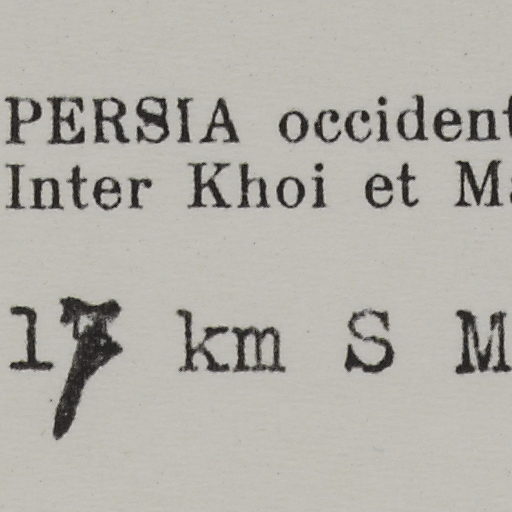 PERSIA occident
Inter Khoi et Ma
17 km S M